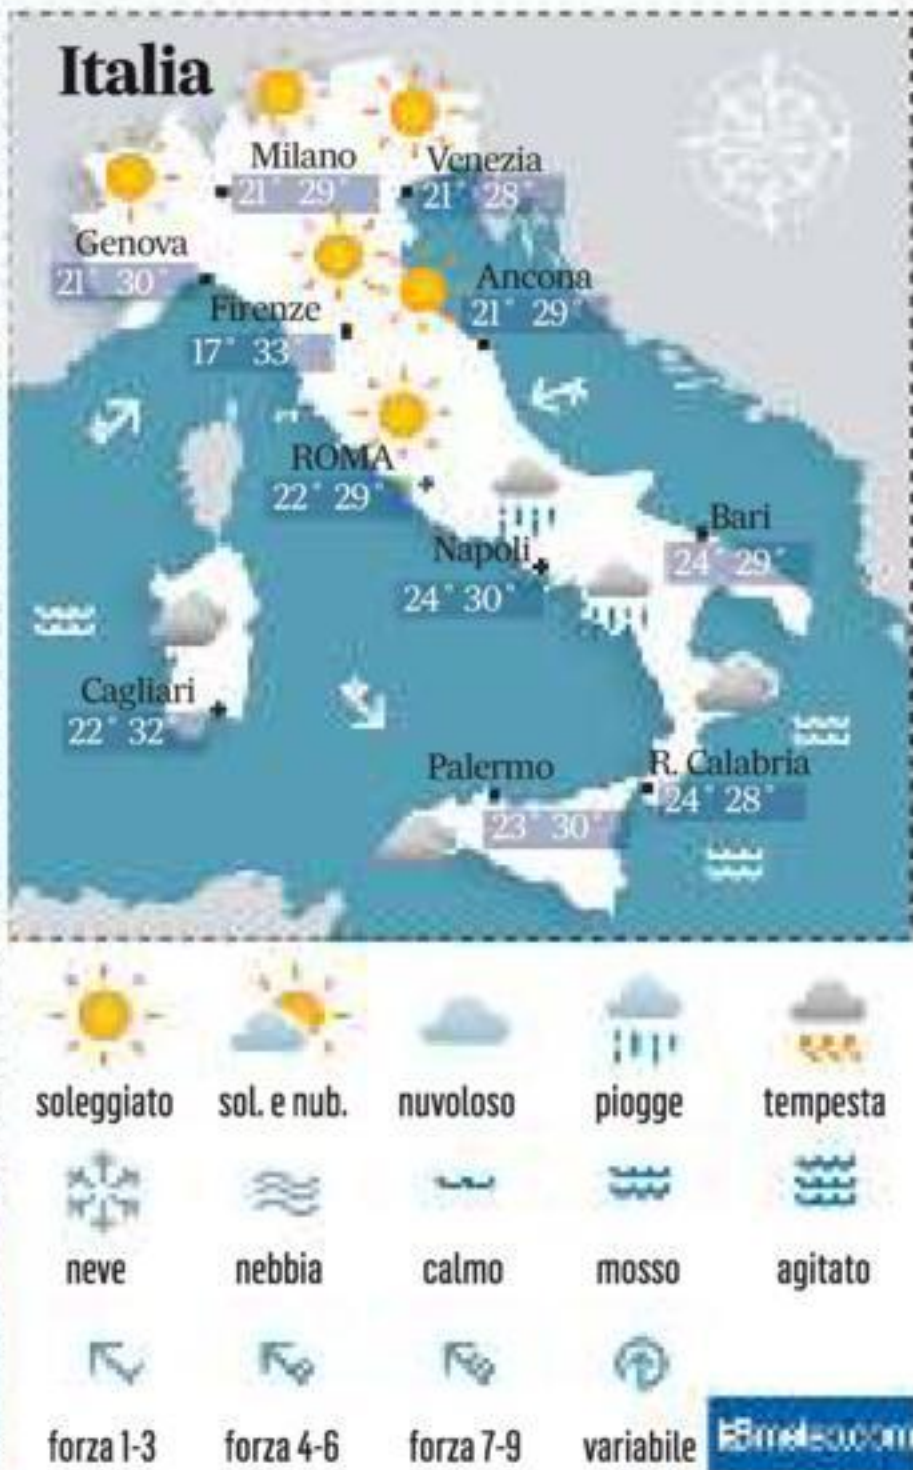 Italia
Milano
21° 29°
Venezia
21° 28°
Genova
21° 30°
Ancona
21° 29°
Firenze
17° 33°
ROMA
22° 29°
Bari
24° 29°
Napoli
24° 30°
Cagliari
22° 32°
Palermo
23° 30°
R. Calabria
24° 28°
soleggiato sol. e nub. nuvoloso piogge tempesta
neve nebbia calmo mosso agitato
forza 1-3 forza 4-6 forza 7-9 variabile